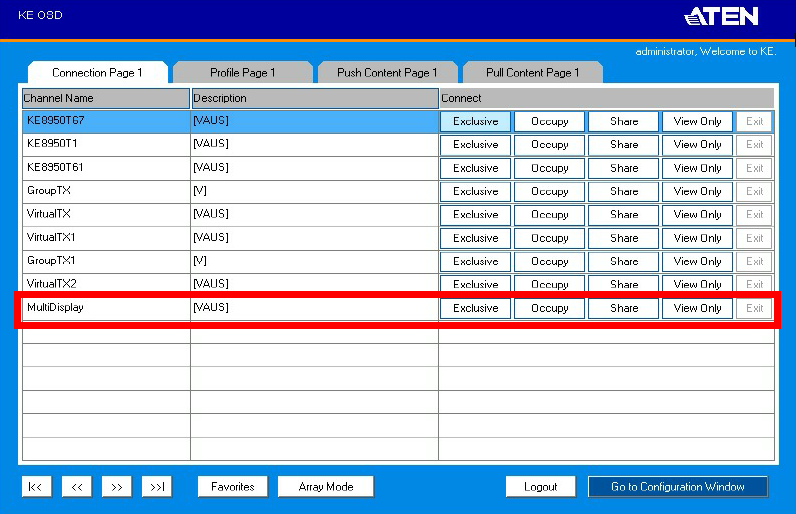 KE OSD
ATEN
administrator, Welcome to KE.
Connection Page 1 Profile Page 1 Push Content Page 1 Pull Content Page 1
Channel Name Description Connect
KE8950T67 [VAUS] Exclusive Occupy Share View Only Exit
KE8950T1 [VAUS] Exclusive Occupy Share View Only Exit
KE8950T61 [VAUS] Exclusive Occupy Share View Only Exit
GroupTX [V] Exclusive Occupy Share View Only Exit
VirtualTX [VAUS] Exclusive Occupy Share View Only Exit
VirtualTX1 [VAUS] Exclusive Occupy Share View Only Exit
GroupTX1 [V] Exclusive Occupy Share View Only Exit
VirtualTX2 [VAUS] Exclusive Occupy Share View Only Exit
MultiDisplay [VAUS] Exclusive Occupy Share View Only Exit
|<< << >> >>| Favorites Array Mode Logout Go to Configuration Window